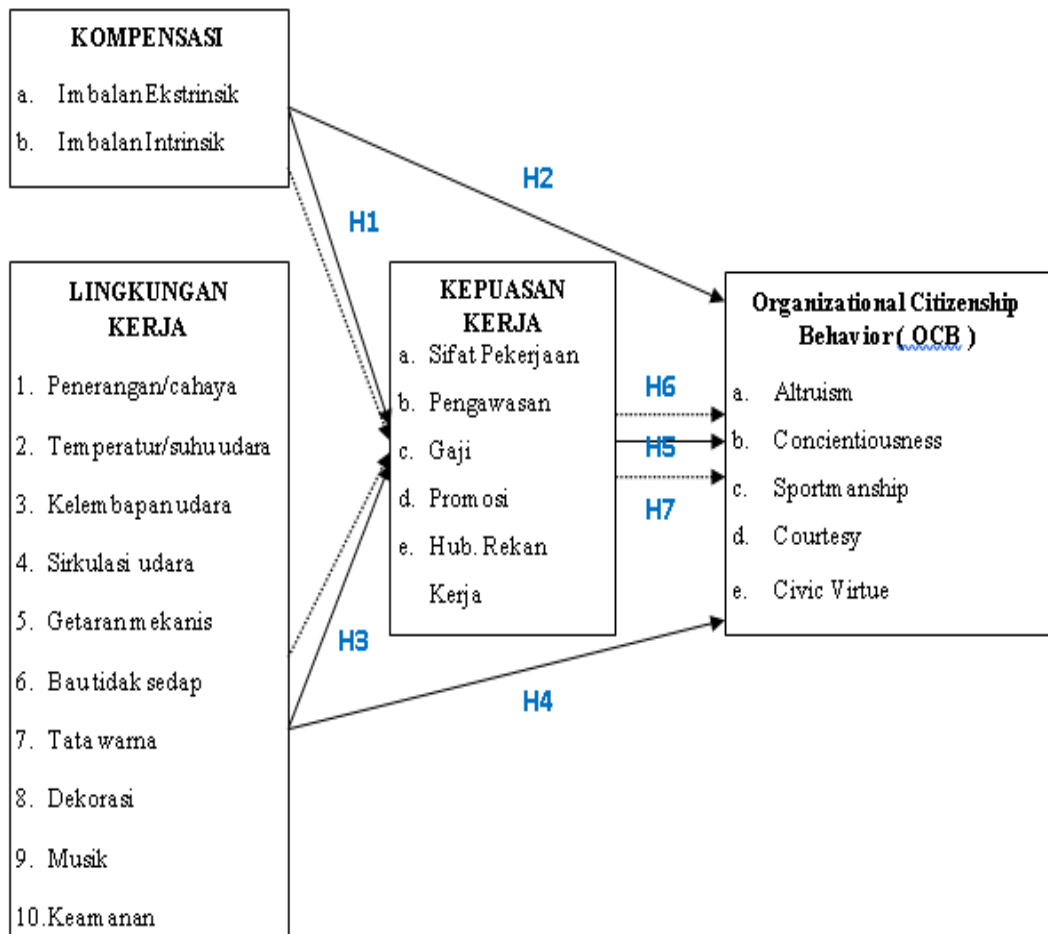 KOMPENSASI
a. Imbalan Ekstrinsik
b. Imbalan Intrinsik
H2
H1
LINGKUNGAN
KERJA
1. Penerangan/cahaya
2. Temperatur/suhu udara
3. Kelembapan udara
4. Sirkulasi udara
5. Getaran mekanis
6. Bau tidak sedap
7. Tata warna
8. Dekorasi
9. Musik
10. Keamanan
KEPUASAN
KERJA
a. Sifat Pekerjaan
b. Pengawasan
c. Gaji
d. Promosi
e. Hub. Rekan
Kerja
H6
H5
H7
H3
H4
Organizational Citizenship
Behavior ( OCB )
a. Altruism
b. Concientiousness
c. Sportmanship
d. Courtesy
e. Civic Virtue